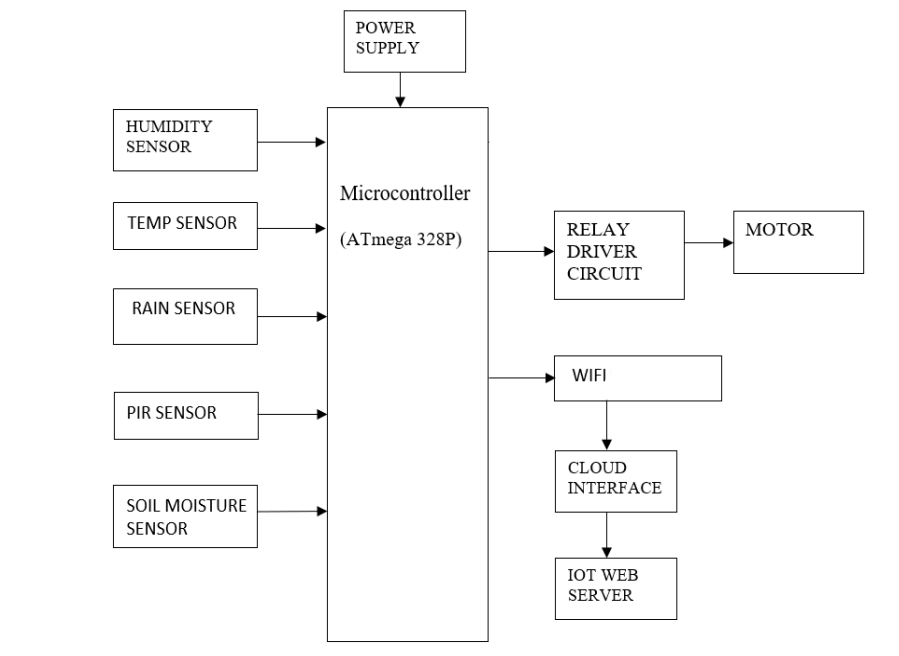 POWER
SUPPLY
HUMIDITY
SENSOR
TEMP SENSOR
RAIN SENSOR
PIR SENSOR
SOIL MOISTURE
SENSOR
Microcontroller
(ATmega 328P)
RELAY
DRIVER
CIRCUIT
MOTOR
WIFI
CLOUD
INTERFACE
IOT WEB
SERVER